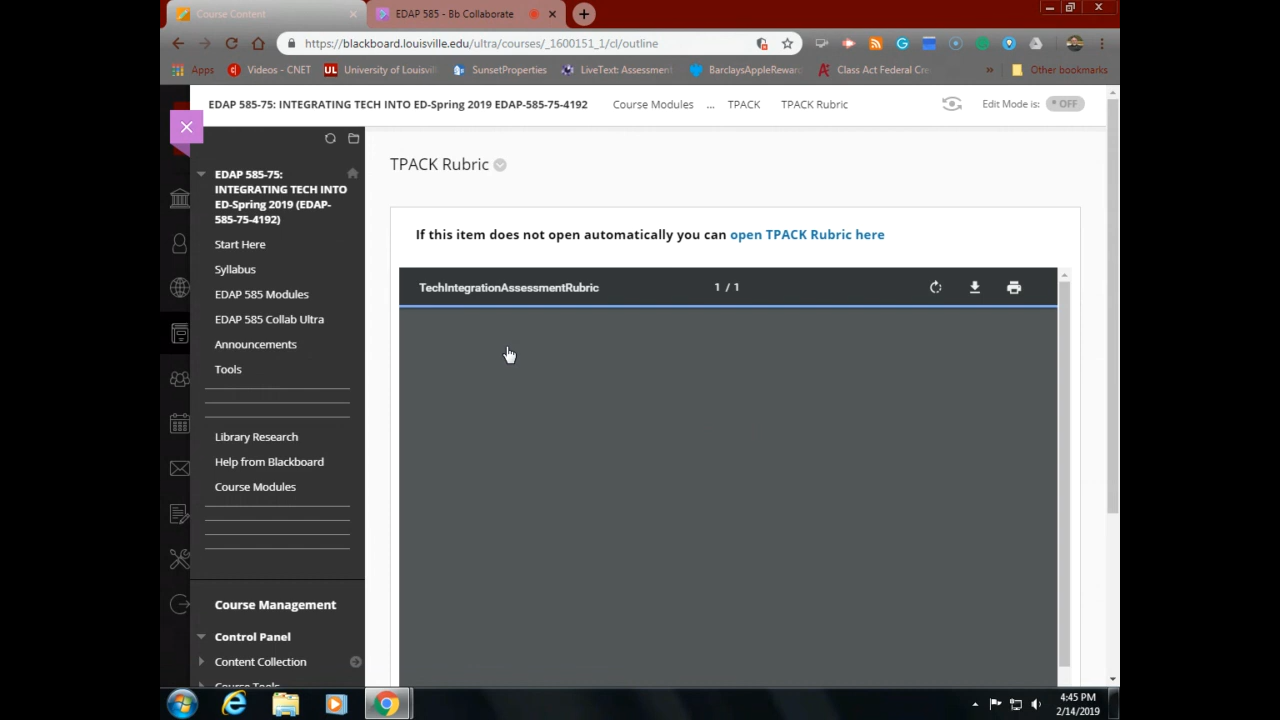 Course Content
EDAP 585 - Bb Collaborate
https://blackboard.louisville.edu/ultra/courses/_1600151_1/cl/outline
Apps
Videos - CNET
University of Louisvil
SunsetProperties
LiveText: Assessment
BarclaysAppleReward
Class Act Federal Cre
»
Other bookmarks
EDAP 585-75: INTEGRATING TECH INTO ED-Spring 2019 EDAP-585-75-4192
Course Modules
...
TPACK
TPACK Rubric
Edit Mode is:
OFF
EDAP 585-75:
INTEGRATING TECH INTO
ED-Spring 2019 (EDAP-
585-75-4192)
Start Here
Syllabus
EDAP 585 Modules
EDAP 585 Collab Ultra
Announcements
Tools
Library Research
Help from Blackboard
Course Modules
Course Management
Control Panel
Content Collection
Course Tools
TPACK Rubric
If this item does not open automatically you can open TPACK Rubric here
TechIntegrationAssessmentRubric
1 / 1
4:45 PM
2/14/2019